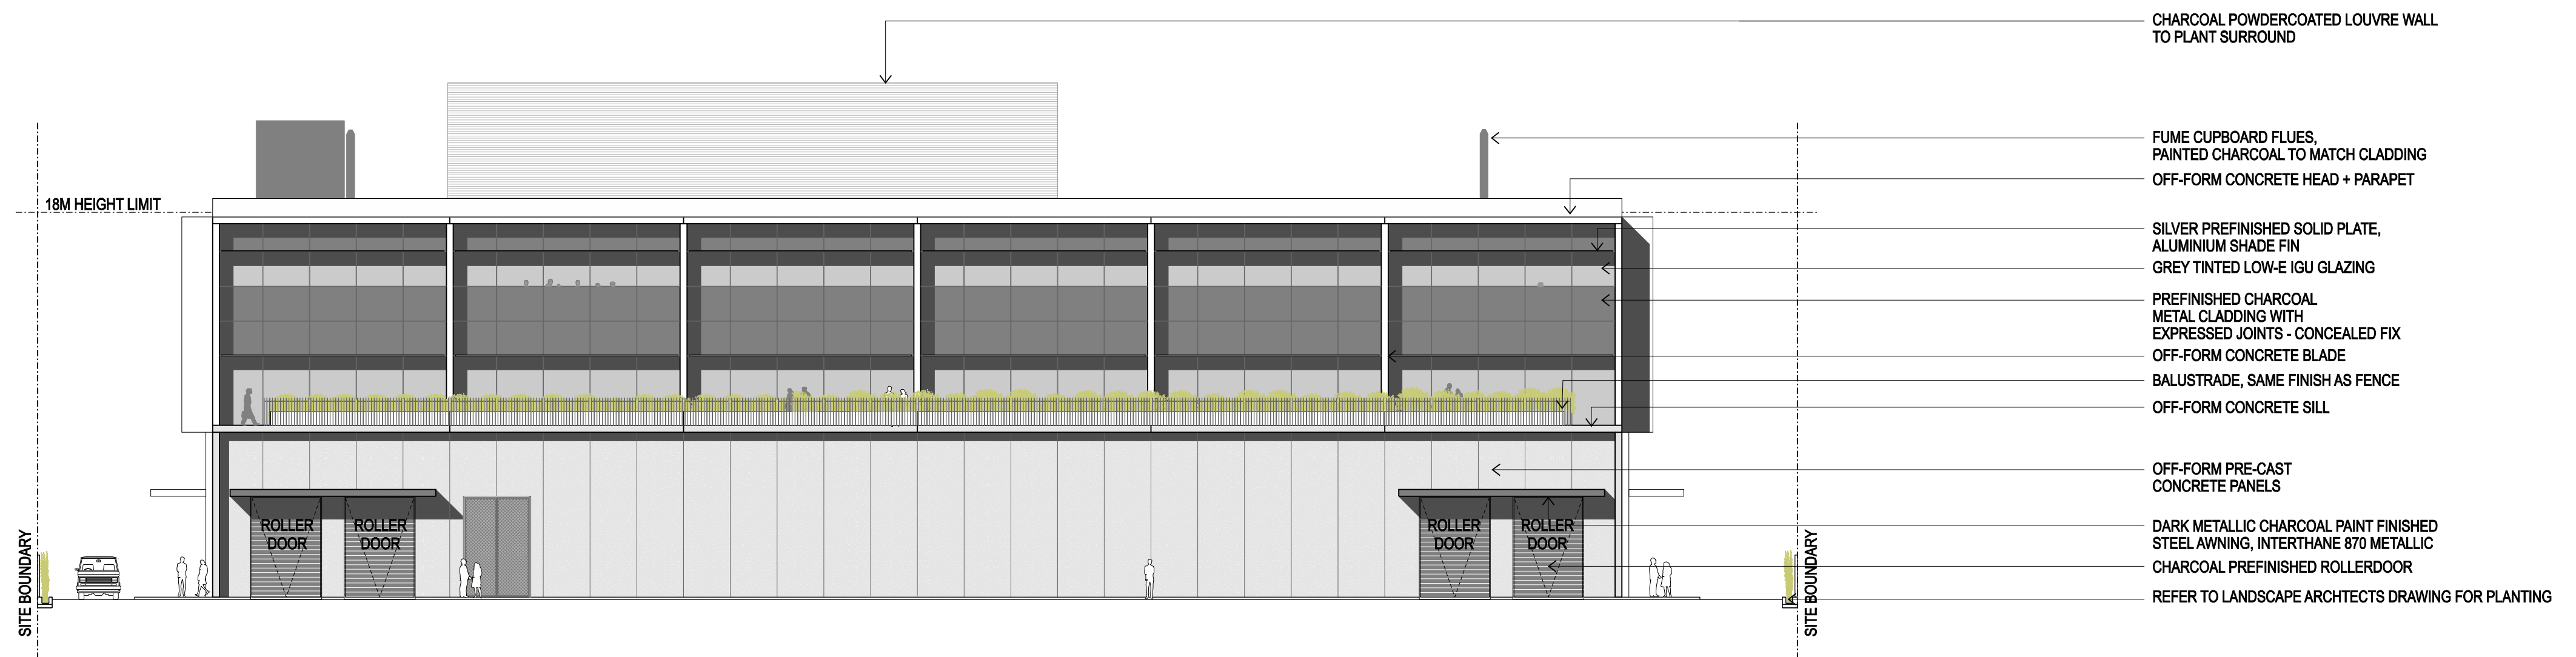 CHARCOAL POWDERCOATED LOUVRE WALL
TO PLANT SURROUND
FUME CUPBOARD FLUES,
PAINTED CHARCOAL TO MATCH CLADDING
OFF-FORM CONCRETE HEAD + PARAPET
18M HEIGHT LIMIT
SILVER PREFINISHED SOLID PLATE,
ALUMINIUM SHADE FIN
GREY TINTED LOW-E IGU GLAZING
PREFINISHED CHARCOAL
METAL CLADDING WITH
EXPRESSED JOINTS - CONCEALED FIX
OFF-FORM CONCRETE BLADE
BALUSTRADE, SAME FINISH AS FENCE
OFF-FORM CONCRETE SILL
OFF-FORM PRE-CAST
CONCRETE PANELS
ROLLER
DOOR
ROLLER
DOOR
ROLLER
DOOR
ROLLER
DOOR
DARK METALLIC CHARCOAL PAINT FINISHED
STEEL AWNING, INTERTHANE 870 METALLIC
CHARCOAL PREFINISHED ROLLERDOOR
REFER TO LANDSCAPE ARCHITECTS DRAWING FOR PLANTING
SITE BOUNDARY
SITE BOUNDARY